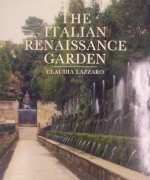 THE
ITALIAN
RENAISSANCE
GARDEN
CLAUDIA LAZZARO